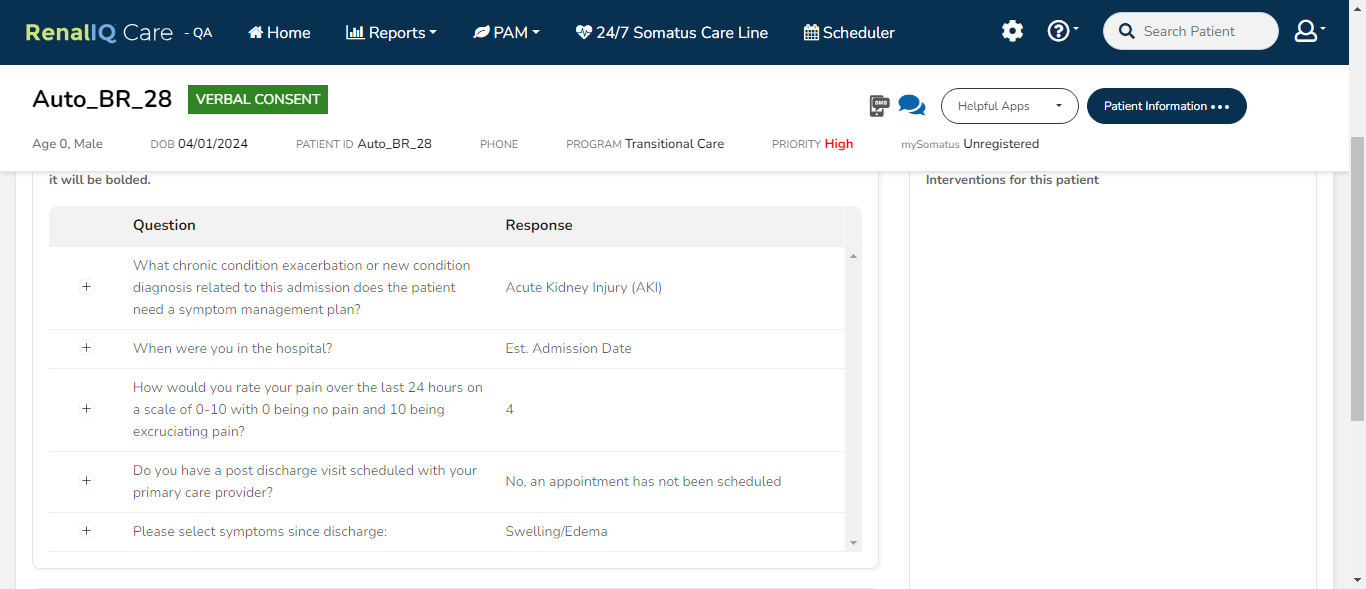 RenalIQ Care - QA Home Reports PAM 24/7 Somatus Care Line Scheduler Search Patient
Auto_BR_28 VERBAL CONSENT SMS Helpful Apps Patient Information
Age 0, Male DOB 04/01/2024 PATIENT ID Auto_BR_28 PHONE PROGRAM Transitional Care PRIORITY High mySomatus Unregistered
it will be bolded.
Interventions for this patient
Question Response
What chronic condition exacerbation or new condition
diagnosis related to this admission does the patient
need a symptom management plan?
Acute Kidney Injury (AKI)
When were you in the hospital? Est. Admission Date
How would you rate your pain over the last 24 hours on
a scale of 0-10 with 0 being no pain and 10 being
excruciating pain?
4
Do you have a post discharge visit scheduled with your
primary care provider?
No, an appointment has not been scheduled
Please select symptoms since discharge: Swelling/Edema